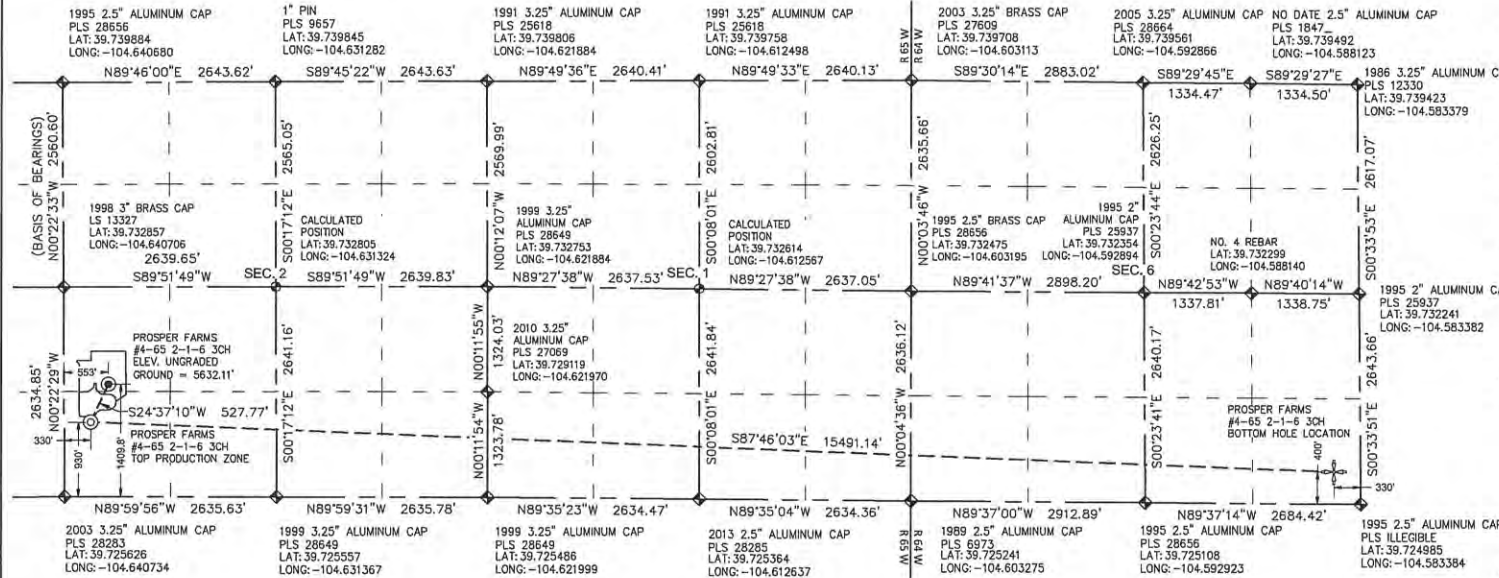 1995 2.5" ALUMINUM CAP
PLS 28656
LAT: 39.739884
LONG: -104.640680
1" PIN
PLS 9657
LAT: 39.739845
LONG: -104.631282
1991 3.25" ALUMINUM CAP
PLS 25618
LAT: 39.739806
LONG: -104.621884
1991 3.25" ALUMINUM CAP
PLS 25618
LAT: 39.739758
LONG: -104.612498
R 65 W
R 64 W
2003 3.25" BRASS CAP
PLS 27609
LAT: 39.739708
LONG: -104.603113
2005 3.25" ALUMINUM CAP
PLS 28664
LAT: 39.739561
LONG: -104.592866
NO DATE 2.5" ALUMINUM CAP
PLS 1847_
LAT: 39.739492
LONG: -104.588123
1986 3.25" ALUMINUM C
PLS 12330
LAT: 39.739423
LONG: -104.583379
N89°46'00"E 2643.62'
S89°45'22"W 2643.63'
N89°49'36"E 2640.41'
N89°49'33"E 2640.13'
S89°30'14"E 2883.02'
S89°29'45"E
1334.47'
S89°29'27"E
1334.50'
(BASIS OF BEARINGS)
N00°22'33"W 2560.60'
S00°17'12"E 2565.05'
N00°12'07"W 2569.99'
S00°08'01"E 2602.81'
N00°03'46"W 2635.66'
S00°23'44"E 2626.25'
S00°33'53"E 2617.07'
1998 3" BRASS CAP
LS 13327
LAT: 39.732857
LONG: -104.640706
CALCULATED
POSITION
LAT: 39.732805
LONG: -104.631324
1999 3.25"
ALUMINUM CAP
PLS 28649
LAT: 39.732753
LONG: -104.621884
CALCULATED
POSITION
LAT: 39.732614
LONG: -104.612567
1995 2.5" BRASS CAP
PLS 28656
LAT: 39.732475
LONG: -104.603195
1995 2"
ALUMINUM CAP
PLS 25937
LAT: 39.732354
LONG: -104.592894
NO. 4 REBAR
LAT: 39.732299
LONG: -104.588140
1995 2" ALUMINUM CA
PLS 25937
LAT: 39.732241
LONG: -104.583382
2639.65'
S89°51'49"W
SEC. 2
S89°51'49"W 2639.83'
N89°27'38"W 2637.53'
SEC. 1
N89°27'38"W 2637.05'
N89°41'37"W 2898.20'
SEC. 6
N89°42'53"W
1337.81'
N89°40'14"W
1338.75'
2634.85'
N00°22'29"W
S00°17'12"E 2641.16'
N00°11'55"W 1324.03'
N00°11'54"W 1323.78'
S00°08'01"E 2641.84'
N00°04'36"W 2636.12'
S00°23'41"E 2640.17'
S00°33'51"E 2643.66'
2010 3.25"
ALUMINUM CAP
PLS 27069
LAT: 39.729119
LONG: -104.621970
PROSPER FARMS
#4-65 2-1-6 3CH
ELEV. UNGRADED
GROUND = 5632.11'
553'
S24°37'10"W 527.77'
PROSPER FARMS
#4-65 2-1-6 3CH
TOP PRODUCTION ZONE
330'
930'
1409.8'
S87°46'03"E 15491.14'
PROSPER FARMS
#4-65 2-1-6 3CH
BOTTOM HOLE LOCATION
400'
330'
N89°59'56"W 2635.63'
N89°59'31"W 2635.78'
N89°35'23"W 2634.47'
N89°35'04"W 2634.36'
N89°37'00"W 2912.89'
N89°37'14"W 2684.42'
2003 3.25" ALUMINUM CAP
PLS 28283
LAT: 39.725626
LONG: -104.640734
1999 3.25" ALUMINUM CAP
PLS 28649
LAT: 39.725557
LONG: -104.631367
1999 3.25" ALUMINUM CAP
PLS 28649
LAT: 39.725486
LONG: -104.621999
2013 2.5" ALUMINUM CAP
PLS 28285
LAT: 39.725364
LONG: -104.612637
R 65 W
R 64 W
1989 2.5" ALUMINUM CAP
PLS 6973
LAT: 39.725241
LONG: -104.603275
1995 2.5" ALUMINUM CAP
PLS 28656
LAT: 39.725108
LONG: -104.592923
1995 2.5" ALUMINUM CAP
PLS ILLEGIBLE
LAT: 39.724985
LONG: -104.583384